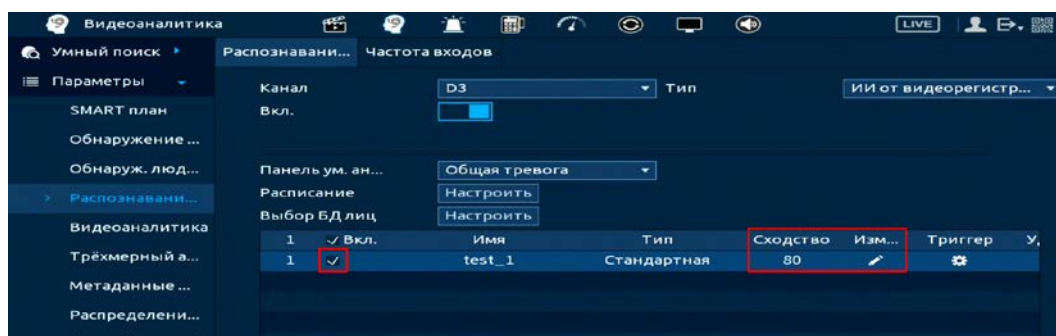 Видеоаналитика
LIVE
Умный поиск
Распознавани... Частота входов
Параметры
Канал D3 Тип ИИ от видеорегистр...
SMART план
Вкл.
Обнаружение ...
Обнаруж. люд...
Панель ум. ан... Общая тревога
Распознавани...
Расписание Настроить
Выбор БД лиц Настроить
Видеоаналитика
1 Вкл. Имя Тип Сходство Изм... Триггер У
Трёхмерный а...
1 test_1 Стандартная 80
Метаданные ...
Распределени...